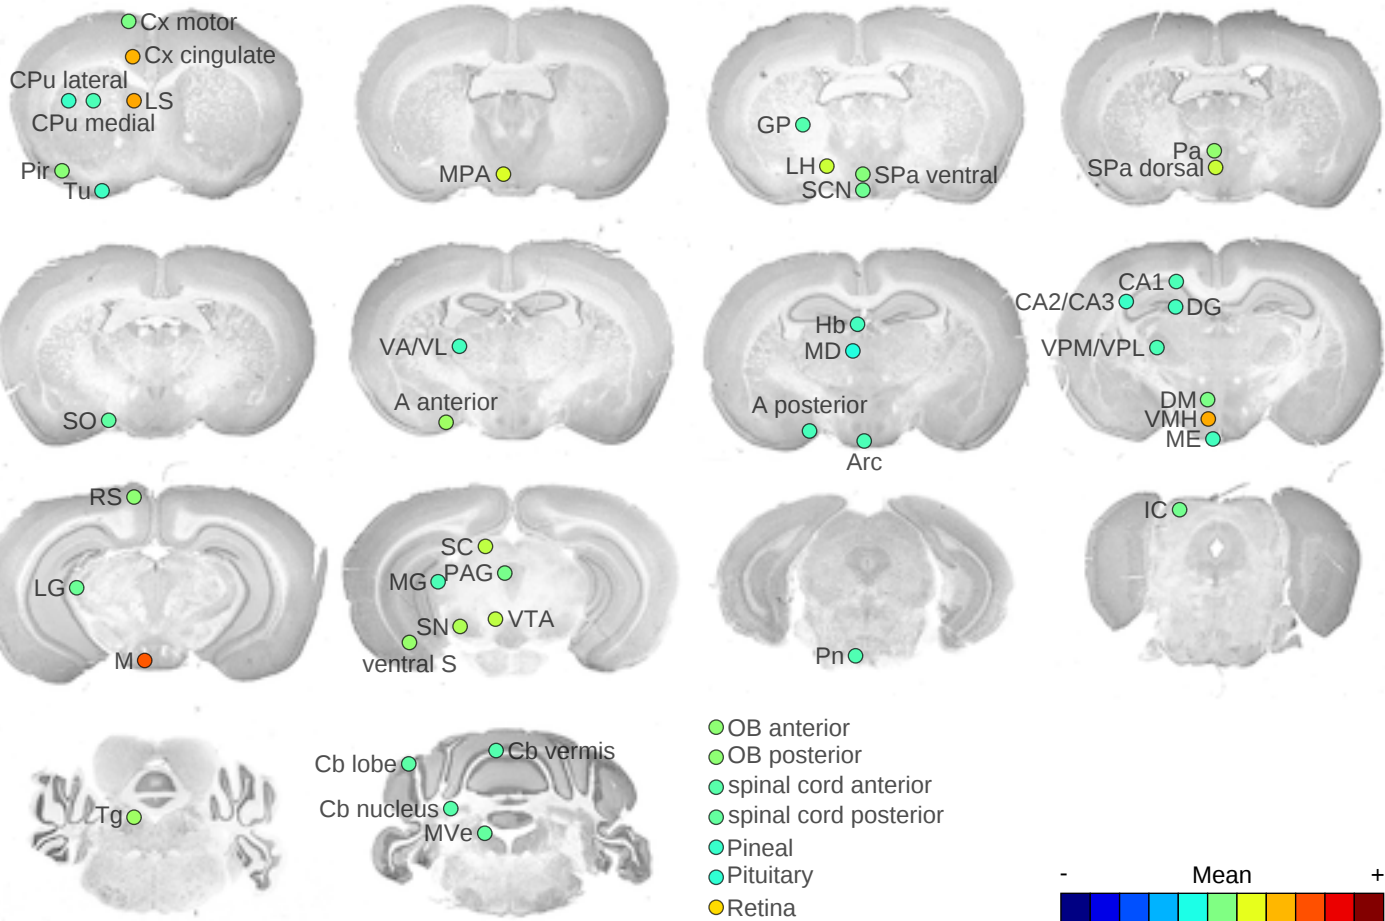 Cx motor
Cx cingulate
CPu lateral
LS
CPu medial
Pir
Tu
MPA
GP
LH
SPa ventral
SCN
Pa
SPa dorsal
SO
VA/VL
A anterior
Hb
MD
A posterior
Arc
CA1
CA2/CA3
DG
VPM/VPL
DM
VMH
ME
RS
LG
M
SC
PAG
MG
SN
VTA
ventral S
Pn
IC
Tg
Cb lobe
Cb vermis
Cb nucleus
MVe
OB anterior
OB posterior
spinal cord anterior
spinal cord posterior
Pineal
Pituitary
Retina
- Mean +